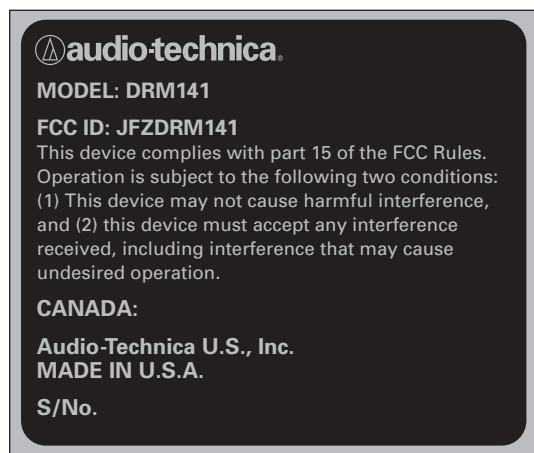 audio-technica®
MODEL: DRM141
FCC ID: JFZDRM141
This device complies with part 15 of the FCC Rules.
Operation is subject to the following two conditions:
(1) This device may not cause harmful interference,
and (2) this device must accept any interference
received, including interference that may cause
undesired operation.
CANADA:
Audio-Technica U.S., Inc.
MADE IN U.S.A.
S/No.